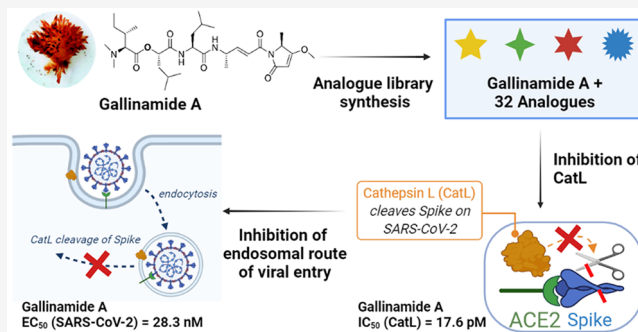 Gallinamide A
N
O
O
O
H
N
O
N
H
O
N
O
O
Analogue library
synthesis
Gallinamide A +
32 Analogues
Inhibition of
CatL
Cathepsin L (CatL)
cleaves Spike on
SARS-CoV-2
ACE2 Spike
Gallinamide A
IC₅₀ (CatL) = 17.6 pM
Inhibition of
endosomal route
of viral entry
endocytosis
CatL cleavage of Spike
Gallinamide A
EC₅₀ (SARS-CoV-2) = 28.3 nM